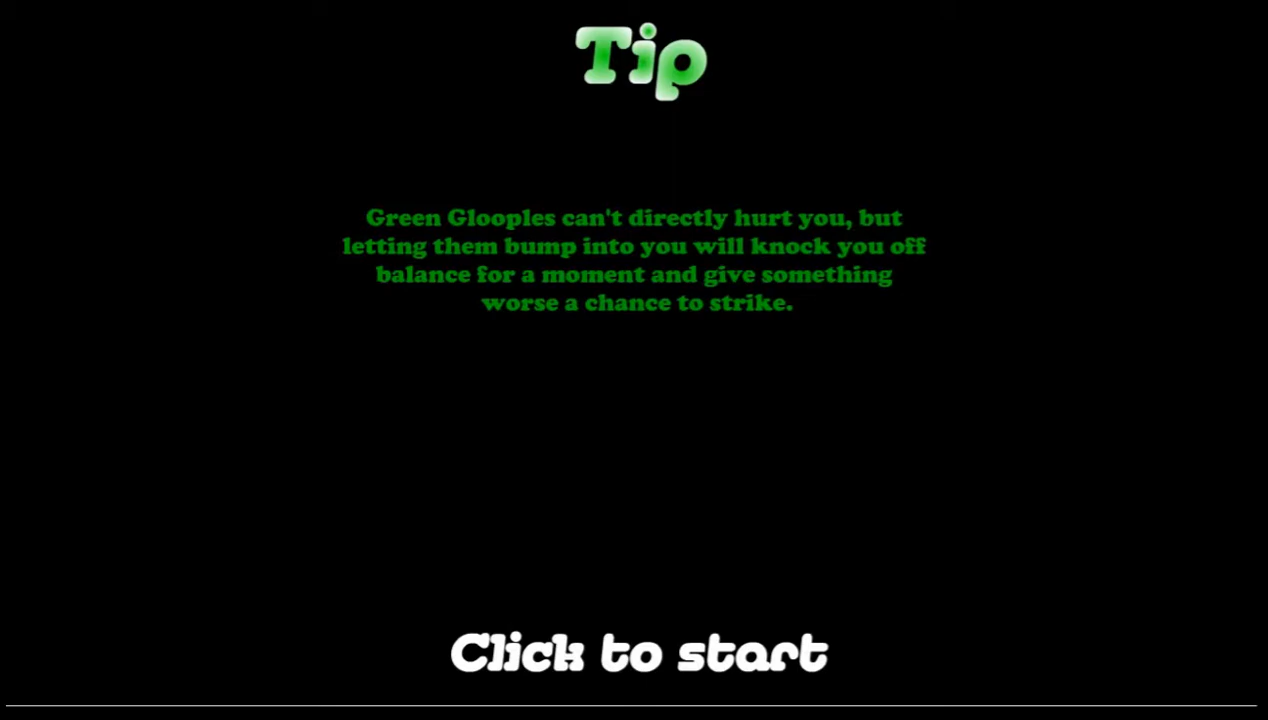 Tip
Green Glooples can't directly hurt you, but
letting them bump into you will knock you off
balance for a moment and give something
worse a chance to strike.
Click to start